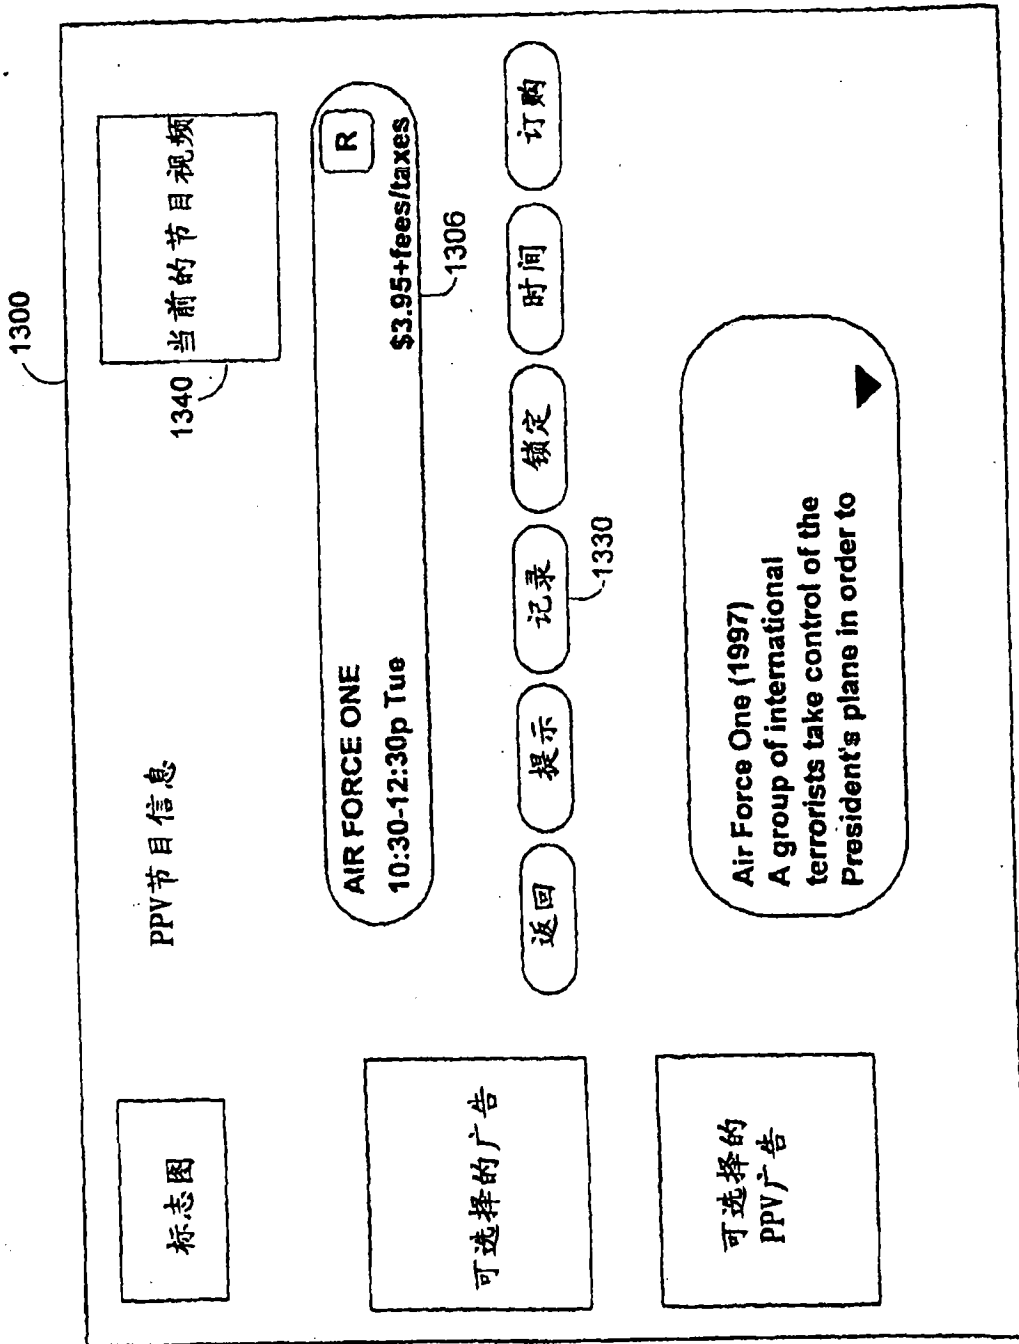 1300
标志图
PPV节目信息
1340
当前的节目视频
AIR FORCE ONE
R
10:30-12:30p Tue
$3.95+fees/taxes
1306
可选择的广告
返回
提示
记录
锁定
时间
订购
1330
可选择的
PPV广告
Air Force One (1997)
A group of international
terrorists take control of the
President's plane in order to